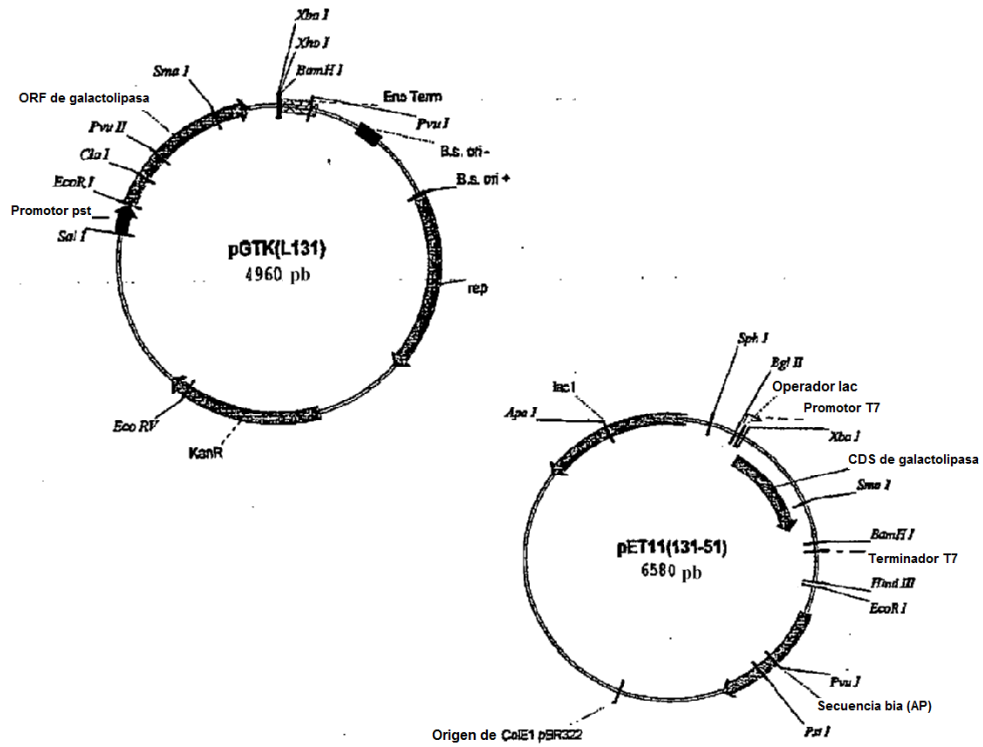 Xba I
Xho I
BamH I
Sma I
Eno Term
ORF de galactolipasa
Pvu I
Pvu II
B.s. ori -
Cla I
B.s. ori +
EcoR I
Promotor pst
Sal I
pGTK(L131)
4960 pb
rep
Eco RV
KanR
Sph I
Bgl II
lacI
Operador lac
Promotor T7
Apa I
Xba I
CDS de galactolipasa
Sma I
pET11(131-51)
6580 pb
BamH I
Terminador T7
Hind III
EcoR I
Pvu I
Secuencia bia (AP)
Pst I
Origen de ColE1 pBR322